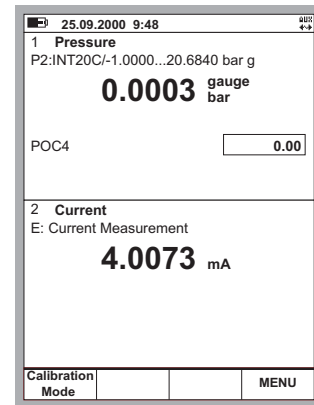 25.09.2000 9:48
AUX
1 Pressure
P2:INT20C/-1.0000...20.6840 bar g
0.0003 gauge
bar
POC4 0.00
2 Current
E: Current Measurement
4.0073 mA
Calibration
Mode
MENU